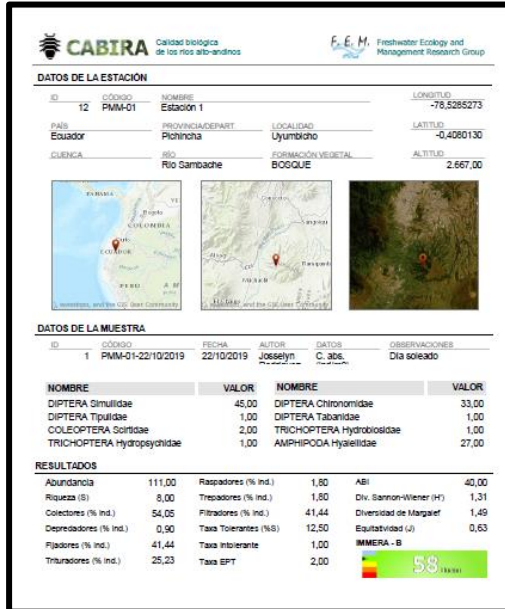 CABIRA Calidad biológica de los ríos alto-andinos
F. E. M. Freshwater Ecology and Management Research Group
DATOS DE LA ESTACIÓN
ID CÓDIGO NOMBRE LONGITUD
12 PMM-01 Estación 1 -78,5285273
PAÍS PROVINCIA/DEPART LOCALIDAD LATITUD
Ecuador Pichincha Uyumbicho -0,4080130
CUENCA RÍO FORMACIÓN VEGETAL ALTITUD
Río Sambache BOSQUE 2.667,00
PANAMA
Bogota
COLOMBIA
Quito
ECUADOR
PERU
Machachi
DATOS DE LA MUESTRA
ID CÓDIGO FECHA AUTOR DATOS OBSERVACIONES
1 PMM-01-22/10/2019 22/10/2019 Josselyn C. abs. Día soleado
NOMBRE VALOR NOMBRE VALOR
DIPTERA Simuliidae 45,00 DIPTERA Chironomidae 33,00
DIPTERA Tipulidae 1,00 DIPTERA Tabanidae 1,00
COLEOPTERA Scirtidae 2,00 TRICHOPTERA Hydrobiosidae 1,00
TRICHOPTERA Hydropsychidae 1,00 AMPHIPODA Hyalellidae 27,00
RESULTADOS
Abundancia 111,00 Raspadores (% ind.) 1,80 ABI 40,00
Riqueza (S) 8,00 Trepadores (% ind.) 1,80 Div. Sannon-Wiener (H') 1,31
Colectores (% ind.) 54,05 Filtradores (% ind.) 41,44 Diversidad de Margalef 1,49
Depredadores (% ind.) 0,90 Taxa Tolerantes (%S) 12,50 Equitatividad (J) 0,63
Fijadores (% ind.) 41,44 Taxa Intolerante 1,00 IMMERA - B
Trituradores (% ind.) 25,23 Taxa EPT 2,00 58